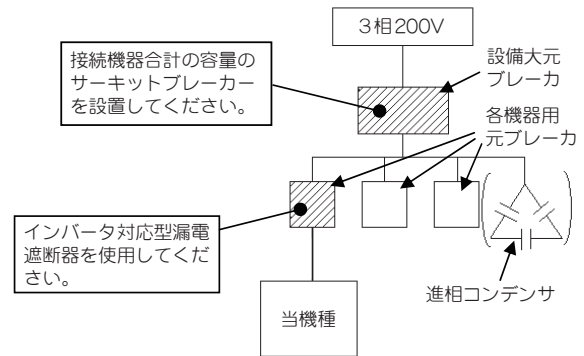 3相200V
接続機器合計の容量の
サーキットブレーカー
を設置してください。
設備大元
ブレーカ
各機器用
元ブレーカ
インバータ対応型漏電
遮断器を使用してくだ
さい。
進相コンデンサ
当機種